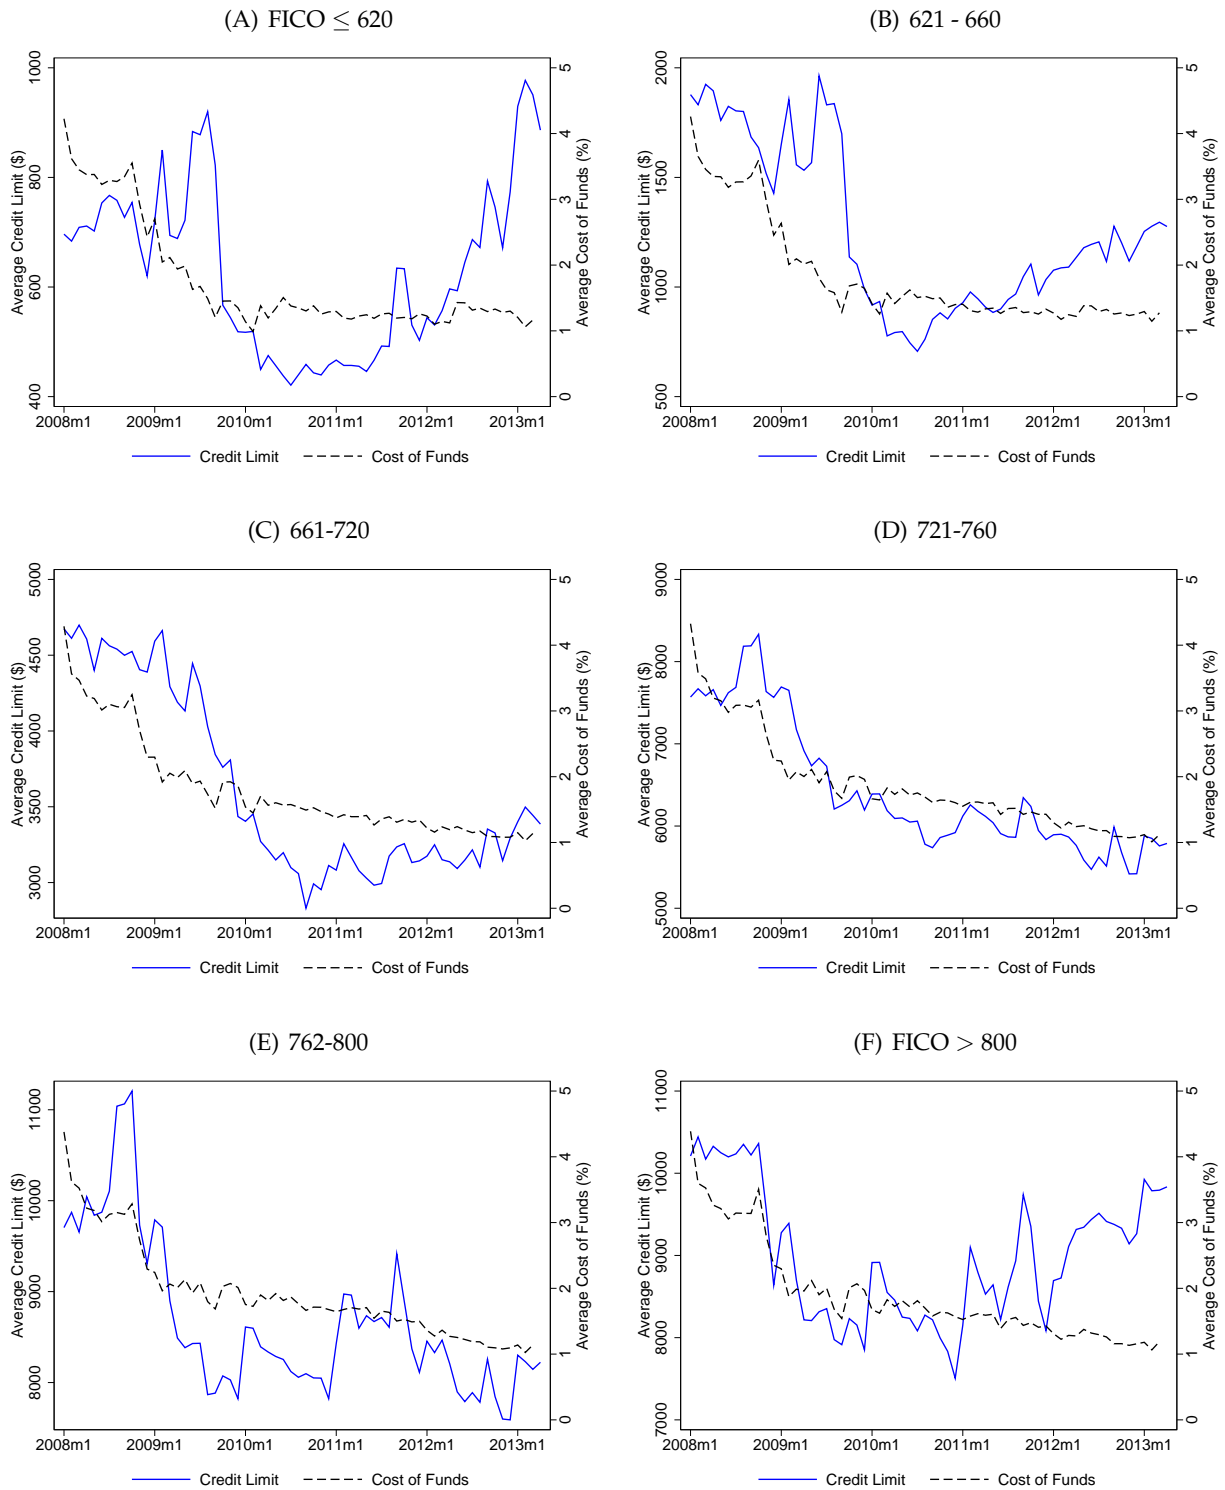 (A) FICO ≤ 620
Average Credit Limit ($)
400 600 800 1000
Average Cost of Funds (%)
0 1 2 3 4 5
2008m1 2009m1 2010m1 2011m1 2012m1 2013m1
Credit Limit Cost of Funds
(B) 621 - 660
Average Credit Limit ($)
500 1000 1500 2000
Average Cost of Funds (%)
0 1 2 3 4 5
2008m1 2009m1 2010m1 2011m1 2012m1 2013m1
Credit Limit Cost of Funds
(C) 661-720
Average Credit Limit ($)
3000 3500 4000 4500 5000
Average Cost of Funds (%)
0 1 2 3 4 5
2008m1 2009m1 2010m1 2011m1 2012m1 2013m1
Credit Limit Cost of Funds
(D) 721-760
Average Credit Limit ($)
5000 6000 7000 8000 9000
Average Cost of Funds (%)
0 1 2 3 4 5
2008m1 2009m1 2010m1 2011m1 2012m1 2013m1
Credit Limit Cost of Funds
(E) 762-800
Average Credit Limit ($)
8000 9000 10000 11000
Average Cost of Funds (%)
0 1 2 3 4 5
2008m1 2009m1 2010m1 2011m1 2012m1 2013m1
Credit Limit Cost of Funds
(F) FICO > 800
Average Credit Limit ($)
7000 8000 9000 10000 11000
Average Cost of Funds (%)
0 1 2 3 4 5
2008m1 2009m1 2010m1 2011m1 2012m1 2013m1
Credit Limit Cost of Funds